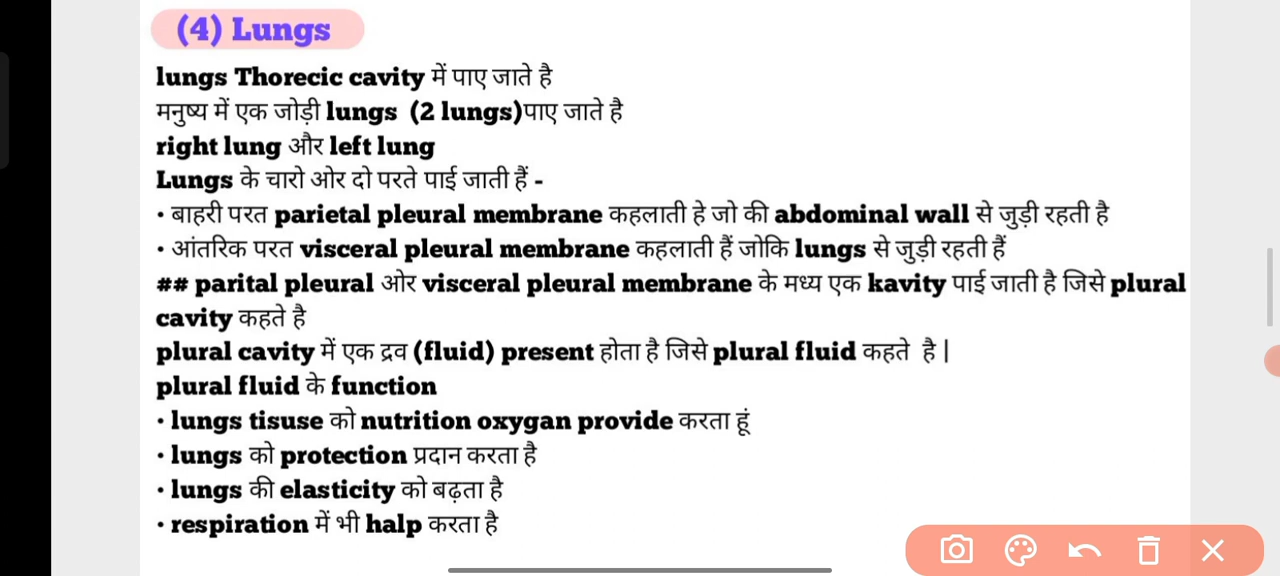 (4) Lungs
lungs Thorecic cavity में पाए जाते है
मनुष्य में एक जोड़ी lungs (2 lungs)पाए जाते है
right lung और left lung
Lungs के चारो ओर दो परते पाई जाती हैं -
• बाहरी परत parietal pleural membrane कहलाती हे जो की abdominal wall से जुड़ी रहती है
• आंतरिक परत visceral pleural membrane कहलाती हैं जोकि lungs से जुड़ी रहती हैं
## parital pleural ओर visceral pleural membrane के मध्य एक kavity पाई जाती है जिसे plural
cavity कहते है
plural cavity में एक द्रव (fluid) present होता है जिसे plural fluid कहते है |
plural fluid के function
• lungs tisuse को nutrition oxygan provide करता हूं
• lungs को protection प्रदान करता है
• lungs की elasticity को बढ़ता है
• respiration में भी halp करता है